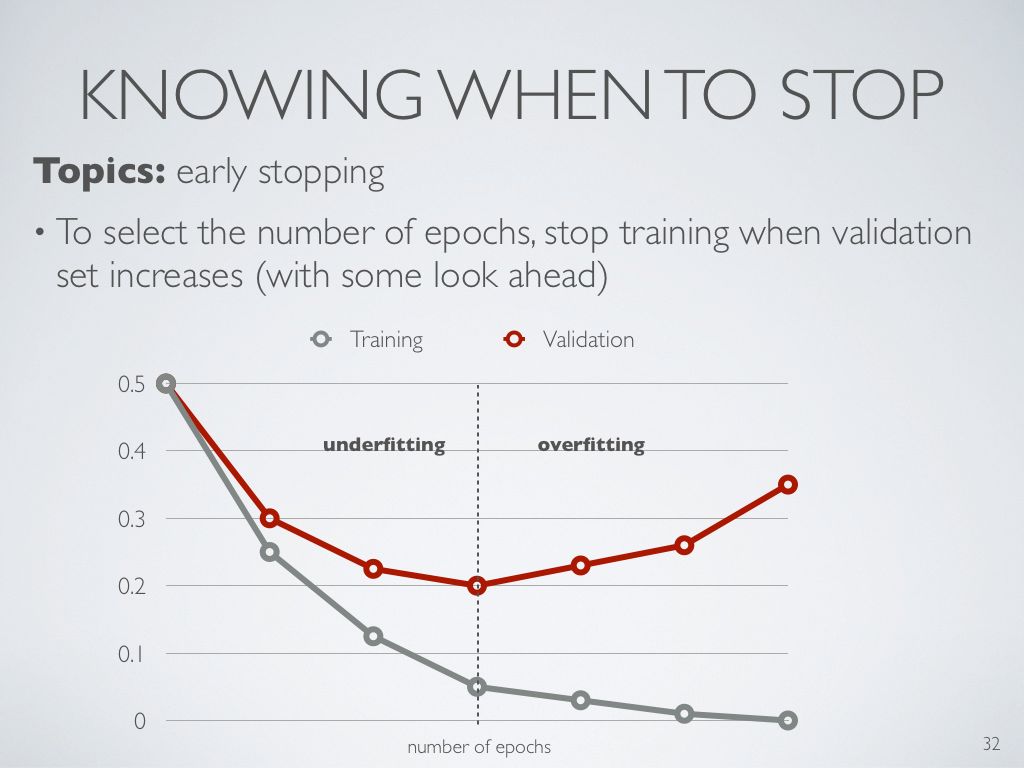 KNOWING WHEN TO STOP
Topics: early stopping
• To select the number of epochs, stop training when validation
set increases (with some look ahead)
Training Validation
0.5
underfitting overfitting
0.4
0.3
0.2
0.1
0
number of epochs
32